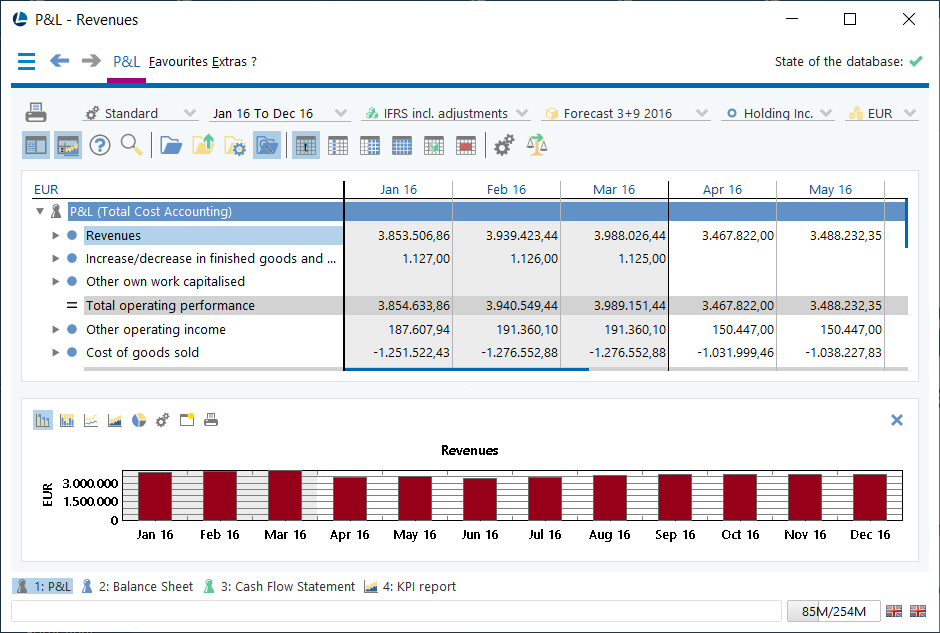 P&L - Revenues
P&L Favourites Extras ? State of the database:
Standard Jan 16 To Dec 16 IFRS incl. adjustments Forecast 3+9 2016 Holding Inc. EUR
EUR Jan 16 Feb 16 Mar 16 Apr 16 May 16
P&L (Total Cost Accounting)
Revenues 3.853.506,86 3.939.423,44 3.988.026,44 3.467.822,00 3.488.232,35
Increase/decrease in finished goods and ... 1.127,00 1.126,00 1.125,00
Other own work capitalised
Total operating performance 3.854.633,86 3.940.549,44 3.989.151,44 3.467.822,00 3.488.232,35
Other operating income 187.607,94 191.360,10 191.360,10 150.447,00 150.447,00
Cost of goods sold -1.251.522,43 -1.276.552,88 -1.276.552,88 -1.031.999,46 -1.038.227,83
Revenues
EUR
3.000.000
1.500.000
0
Jan 16 Feb 16 Mar 16 Apr 16 May 16 Jun 16 Jul 16 Aug 16 Sep 16 Oct 16 Nov 16 Dec 16
1: P&L 2: Balance Sheet 3: Cash Flow Statement 4: KPI report
85M/254M